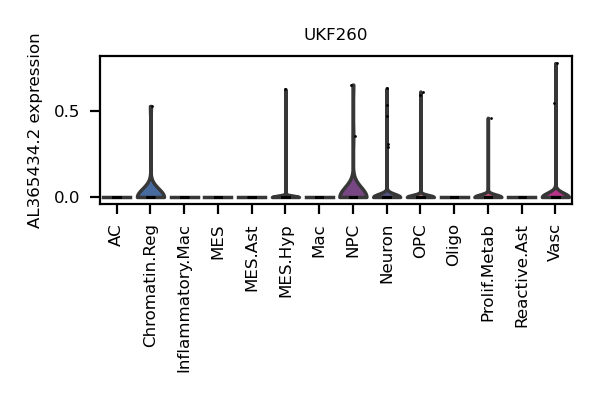 UKF260
AL365434.2 expression
0.5
0.0
AC
Chromatin.Reg
Inflammatory.Mac
MES
MES.Ast
MES.Hyp
Mac
NPC
Neuron
OPC
Oligo
Prolif.Metab
Reactive.Ast
Vasc